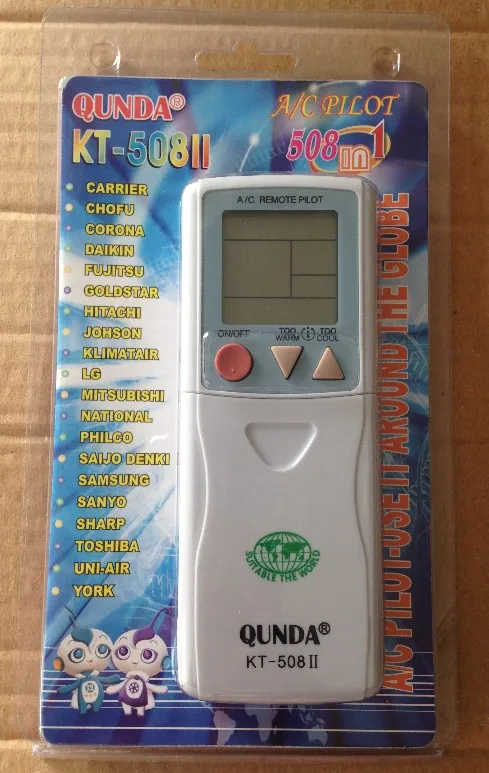 QUNDA®
KT-508II
A/C PILOT
508 in 1
CARRIER
CHOFU
CORONA
DAIKIN
FUJITSU
GOLDSTAR
HITACHI
JOHSON
KLIMATAIR
LG
MITSUBISHI
NATIONAL
PHILCO
SAIJO DENKI
SAMSUNG
SANYO
SHARP
TOSHIBA
UNI-AIR
YORK
A/C REMOTE PILOT
ON/OFF
TOO WARM
TOO COOL
SUITABLE THE WORLD
QUNDA®
KT-508II
A/C PILOT-USE IT AROUND THE GLOBE